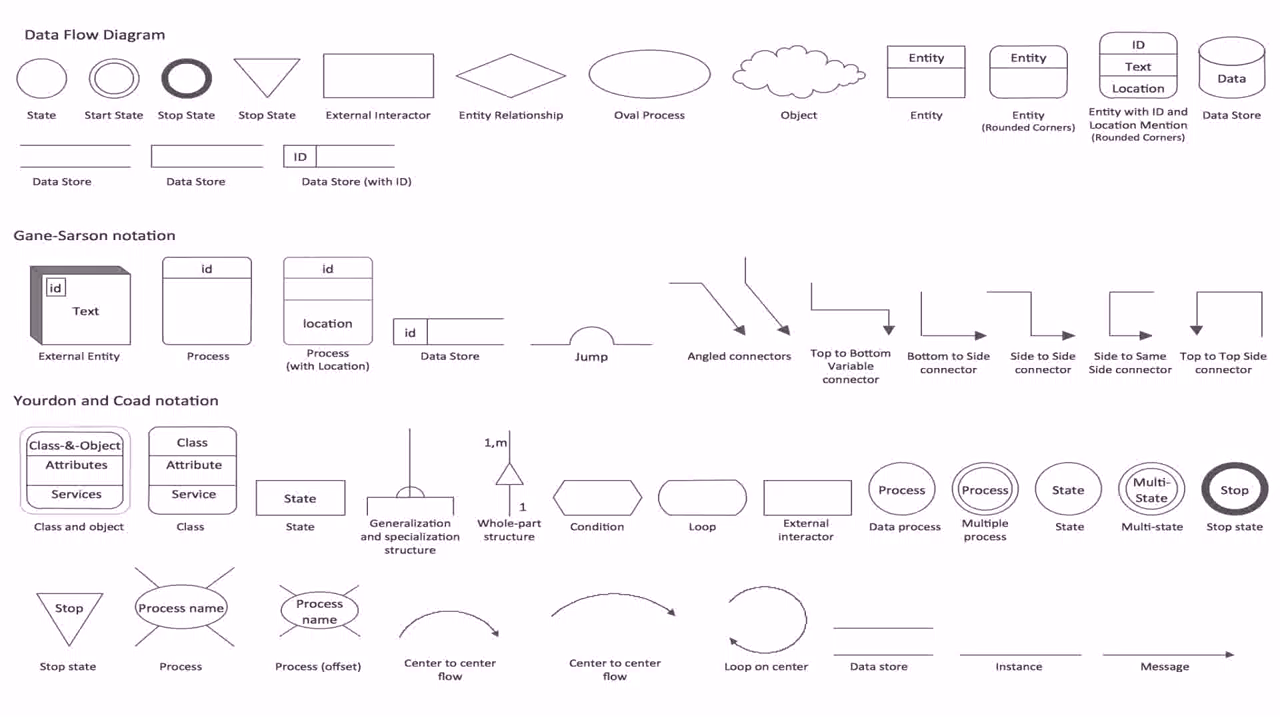 Data Flow Diagram
Entity
Entity
ID
Text
Location
Data
State
Start State
Stop State
Stop State
External Interactor
Entity Relationship
Oval Process
Object
Entity
Entity
(Rounded Corners)
Entity with ID and
Location Mention
(Rounded Corners)
Data Store
ID
Data Store
Data Store
Data Store (with ID)
Gane-Sarson notation
id
Text
id
id
location
id
External Entity
Process
Process
(with Location)
Data Store
Jump
Angled connectors
Top to Bottom
Variable
connector
Bottom to Side
connector
Side to Side
connector
Side to Same
Side connector
Top to Top Side
connector
Yourdon and Coad notation
Class-&-Object
Attributes
Services
Class
Attribute
Service
State
1,m
1
Process
Process
State
Multi-
State
Stop
Class and object
Class
State
Generalization
and specialization
structure
Whole-part
structure
Condition
Loop
External
interactor
Data process
Multiple
process
State
Multi-state
Stop state
Stop
Process name
Process
name
Stop state
Process
Process (offset)
Center to center
flow
Center to center
flow
Loop on center
Data store
Instance
Message